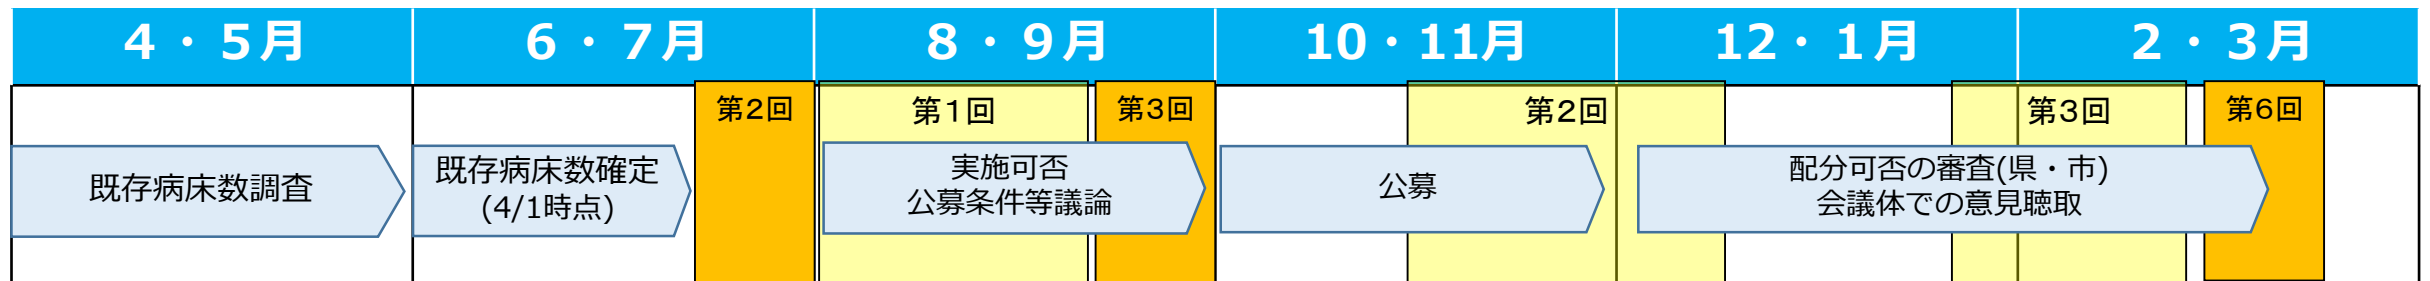 ４・５月
６・７月
８・９月
10・11月
12・１月
２・３月
第２回
第１回
第３回
第２回
第３回
第６回
既存病床数調査
既存病床数確定
(4/1時点)
実施可否
公募条件等議論
公募
配分可否の審査(県・市)
会議体での意見聴取